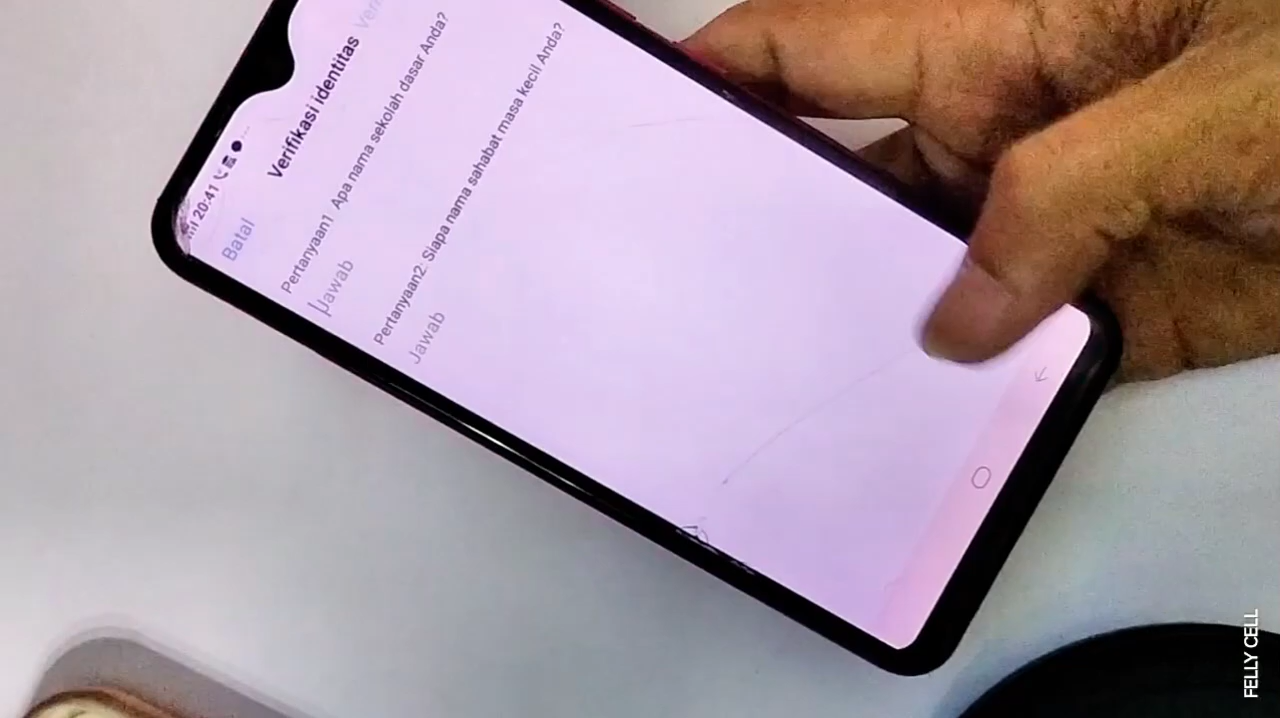 20:41
Batal
Verifikasi identitas
Veri
Pertanyaan1: Apa nama sekolah dasar Anda?
Jawab
Pertanyaan2: Siapa nama sahabat masa kecil Anda?
Jawab
FELLY CELL